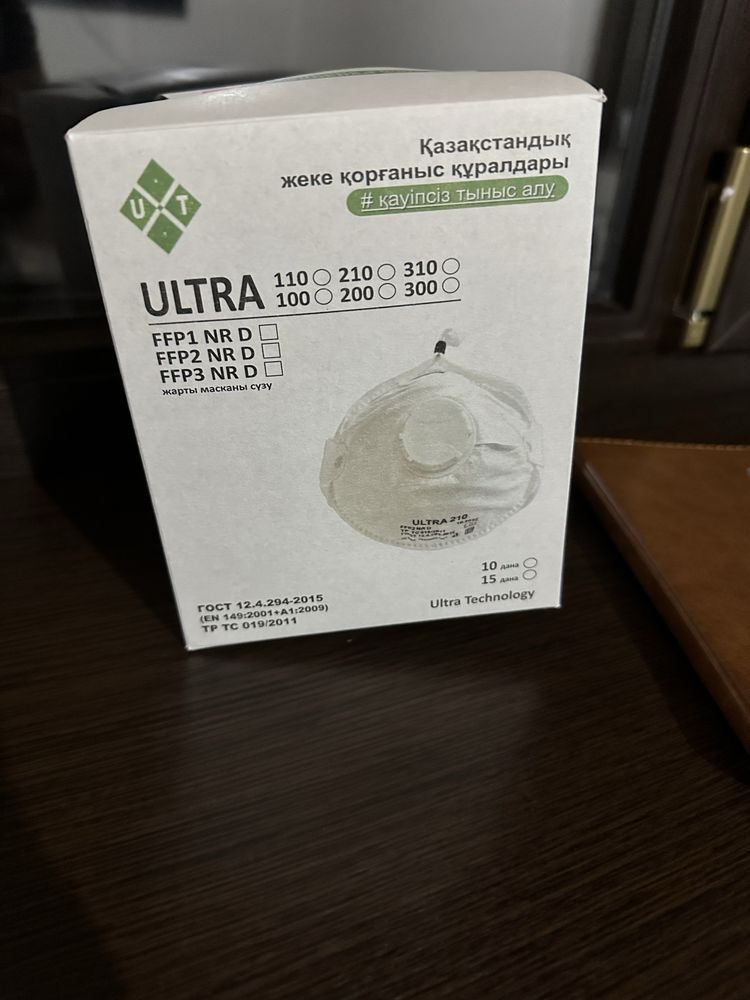 Қазақстандық
жеке қорғаныс құралдары
# қауіпсіз тыныс алу
U T
ULTRA
110 210 310
100 200 300
FFP1 NR D
FFP2 NR D
FFP3 NR D
жарты масканы сүзу
ULTRA 210
FFP2 NR D
10 дана
15 дана
ГОСТ 12.4.294-2015
(EN 149:2001+A1:2009)
ТР ТС 019/2011
Ultra Technology